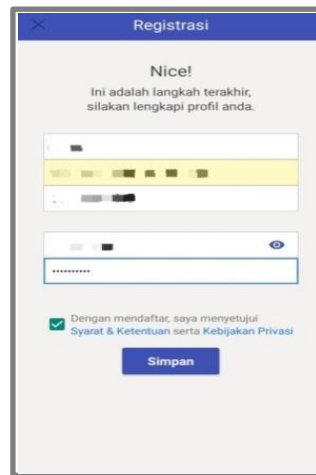 Registrasi
Nice!
Ini adalah langkah terakhir,
silakan lengkapi profil anda.
Dengan mendaftar, saya menyetujui
Syarat & Ketentuan serta Kebijakan Privasi
Simpan